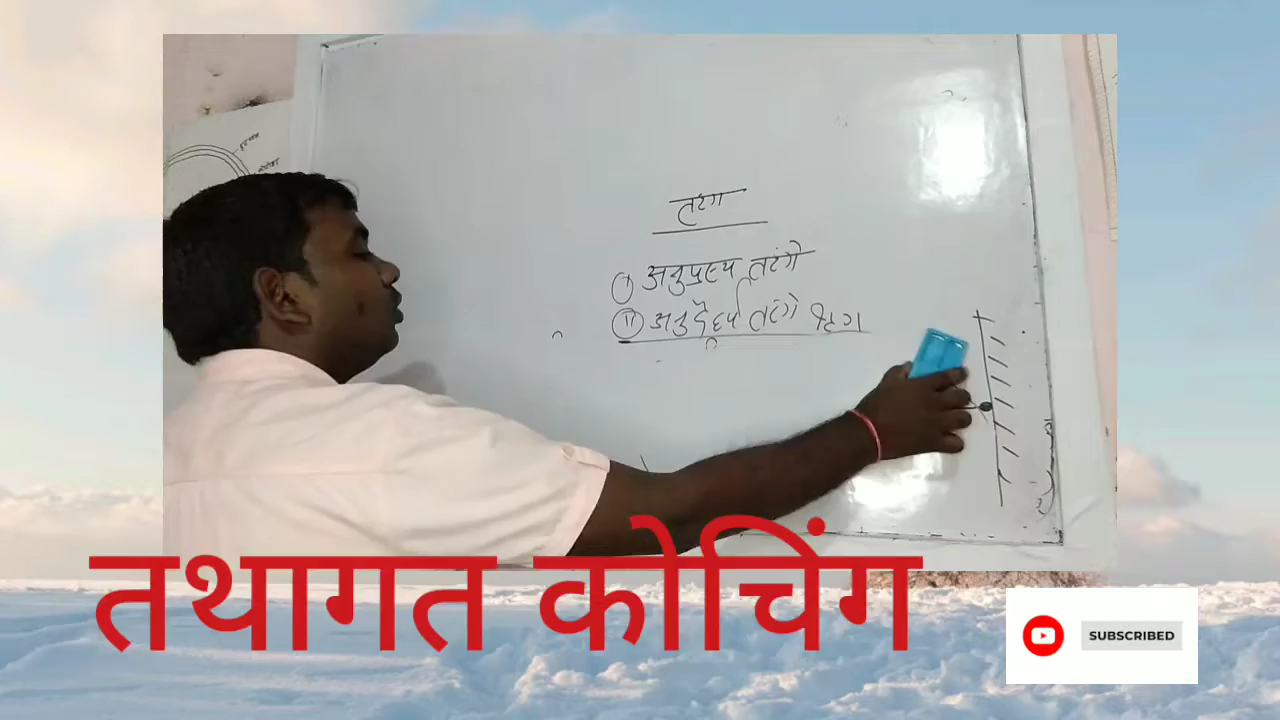 तरंग
(i) अनुप्रस्थ तरंगे
(ii) अनुदैर्ध्य तरंगे
तथागत कोचिंग
SUBSCRIBED